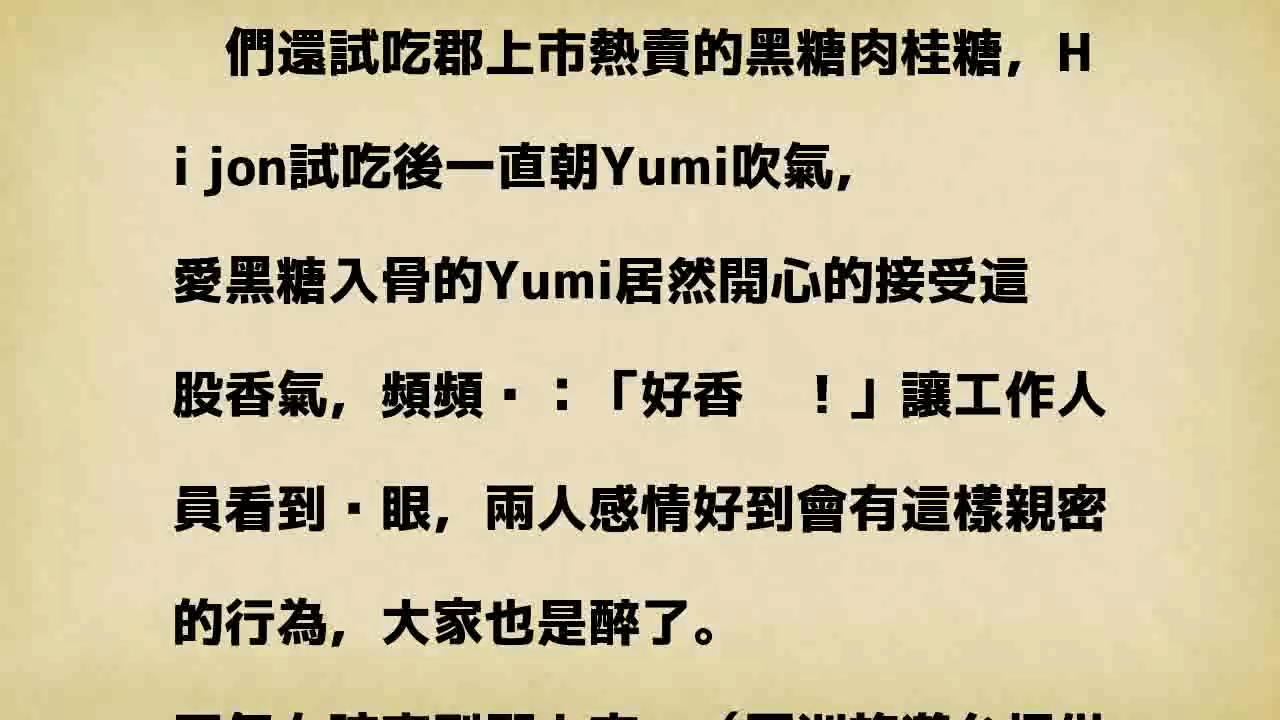 們還試吃郡上市熱賣的黑糖肉桂糖，H
i jon試吃後一直朝Yumi吹氣，
愛黑糖入骨的Yumi居然開心的接受這
股香氣，頻頻▪：「好香　！」讓工作人
員看到▪眼，兩人感情好到會有這樣親密
的行為，大家也是醉了。